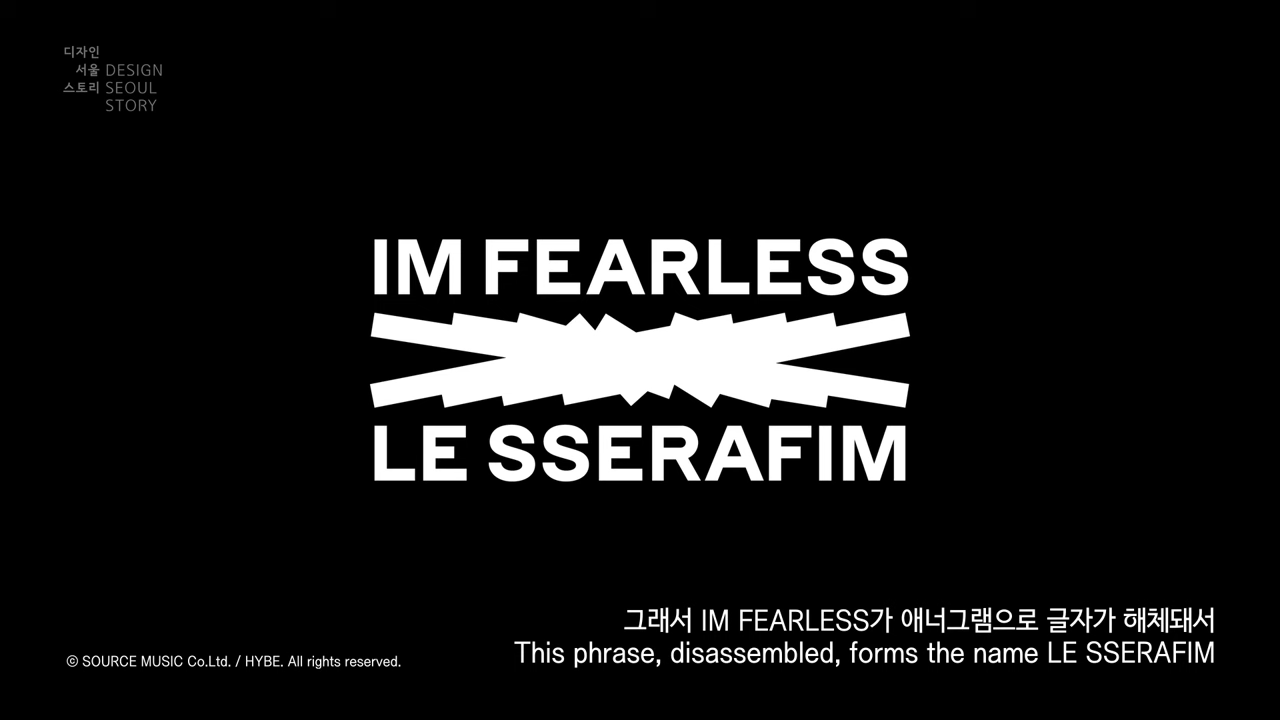 디자인
서울 DESIGN
스토리 SEOUL
STORY
IM FEARLESS
LE SSERAFIM
그래서 IM FEARLESS가 애너그램으로 글자가 해체돼서
This phrase, disassembled, forms the name LE SSERAFIM
© SOURCE MUSIC Co.Ltd. / HYBE. All rights reserved.